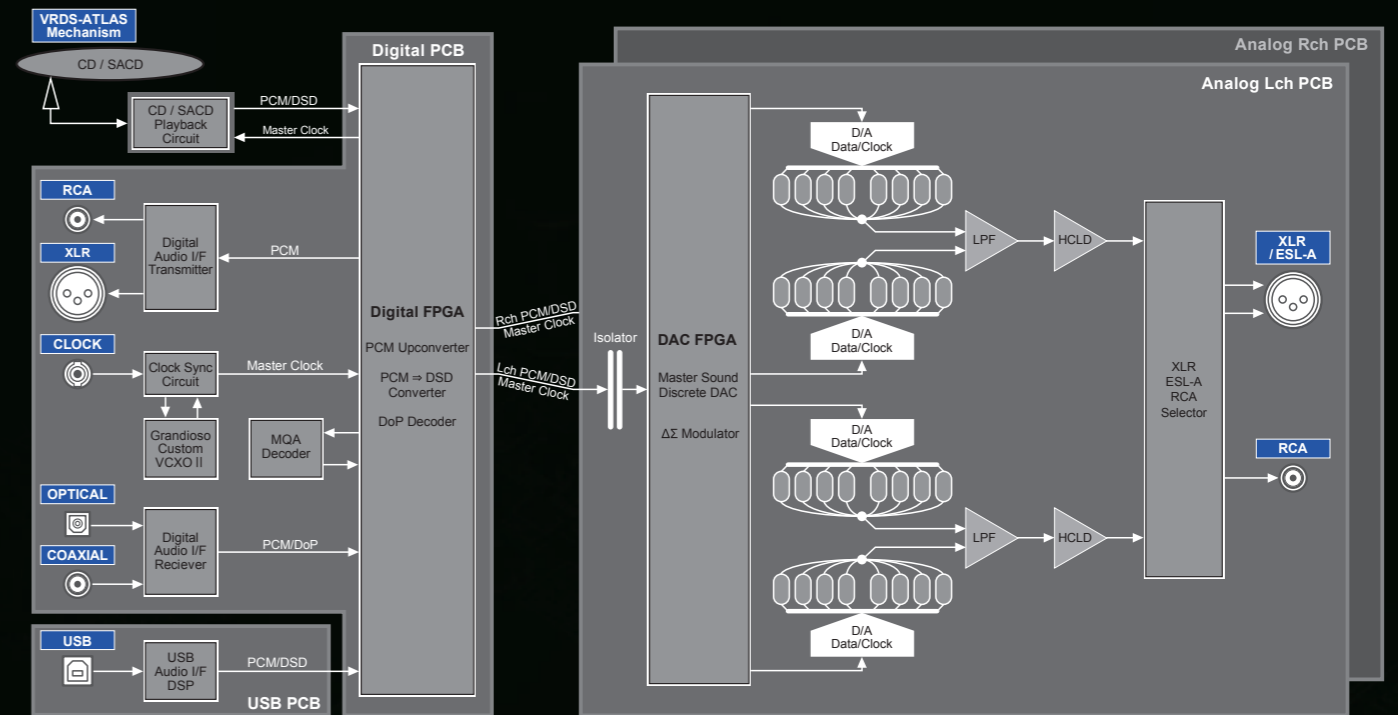 VRDS-ATLAS
Mechanism
CD / SACD
CD / SACD
Playback
Circuit
PCM/DSD
Master Clock
Digital PCB
RCA
XLR
Digital
Audio I/F
Transmitter
PCM
CLOCK
Clock Sync
Circuit
Master Clock
Grandioso
Custom
VCXO II
MQA
Decoder
OPTICAL
COAXIAL
Digital
Audio I/F
Reciever
PCM/DoP
USB
USB
Audio I/F
DSP
PCM/DSD
USB PCB
Digital FPGA
PCM Upconverter
PCM ⇒ DSD
Converter
DoP Decoder
Rch PCM/DSD
Master Clock
Lch PCM/DSD
Master Clock
Analog Rch PCB
Analog Lch PCB
Isolator
DAC FPGA
Master Sound
Discrete DAC
ΔΣ Modulator
D/A
Data/Clock
D/A
Data/Clock
D/A
Data/Clock
D/A
Data/Clock
LPF
HCLD
LPF
HCLD
XLR
ESL-A
RCA
Selector
XLR
/ ESL-A
RCA